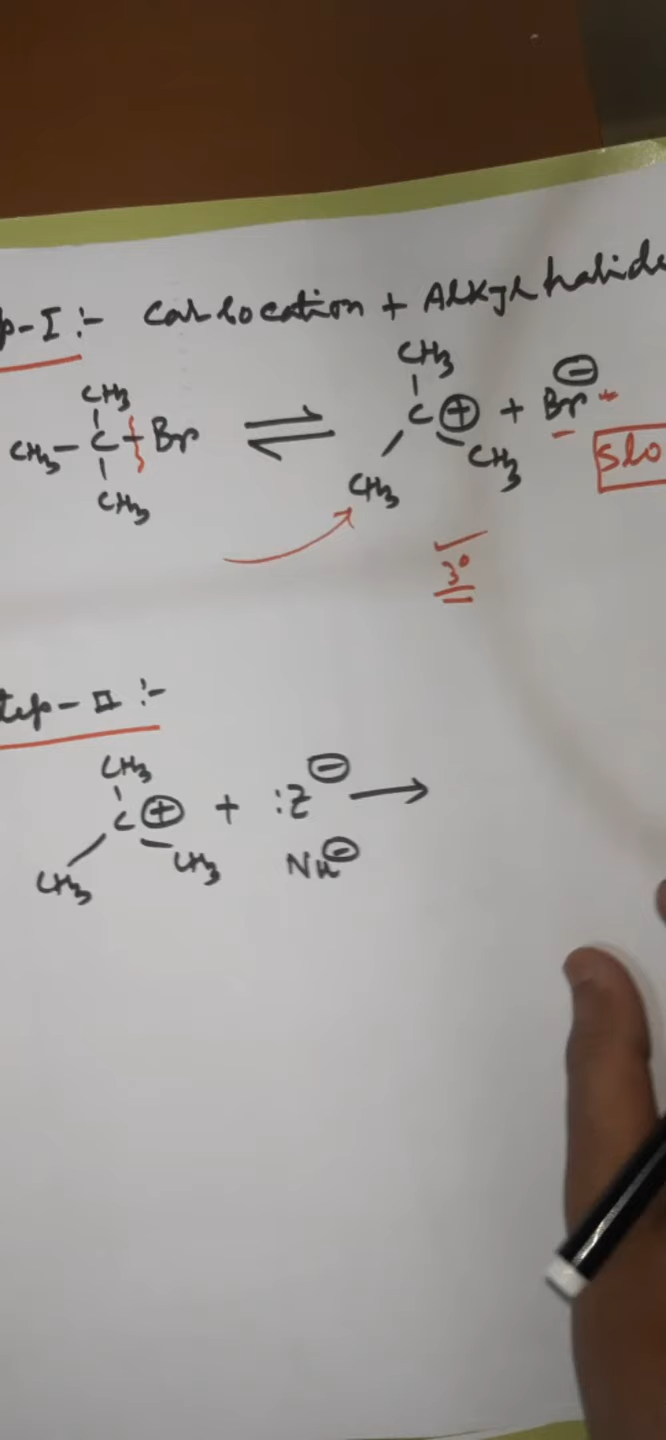 p-I :- Carbocation + Alkyl halide
CH₃ CH₃ ⊖
CH₃-C-Br ⇌ C⊕ + Br
CH₃ CH₃ CH₃ Slo
3°
tep-II :-
CH₃ ⊖
C⊕ + :Z →
CH₃ CH₃ Nu⊖